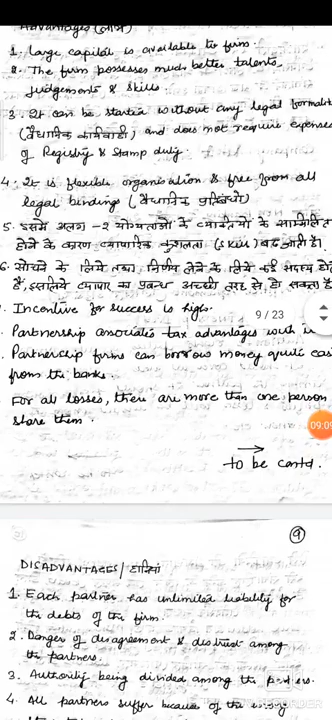 Advantages (लाभ)
1. Large capital is available to firm.
2. The firm possesses much better talents,
judgements & skills
3. It can be started without any legal formalit
(वैधानिक कार्यवाही) and does not require expenses
of Registry & Stamp duty.
4. It is flexible organisation & free from all
legal bindings (वैधानिक
5. इसमें अलग-2 योग्यताओं के व्यक्तियों के सम्मिलित
होने के कारण व्यापारिक कुशलता (skill) बढ़ जाती है।
6. सोचने के लिये तथा निर्णय लेने के लिये कई सदस्य होते
हैं, इसलिये व्यापार का प्रबन्ध अच्छी तरह से हो सकता है
Incentive for success is high.
9 / 23
Partnership associates tax advantages with it
Partnership firms can borrow money quite eas
from the banks.
For all losses, there are more than one person
share them.
09:09
→
to be contd.
9
DISADVANTAGES/हानियां
1. Each partner has unlimited liability for
the debts of the firm.
2. Danger of disagreement & distrust among
the partners.
3. Authority being divided among the partners.
4. All partners suffer because of the wrong